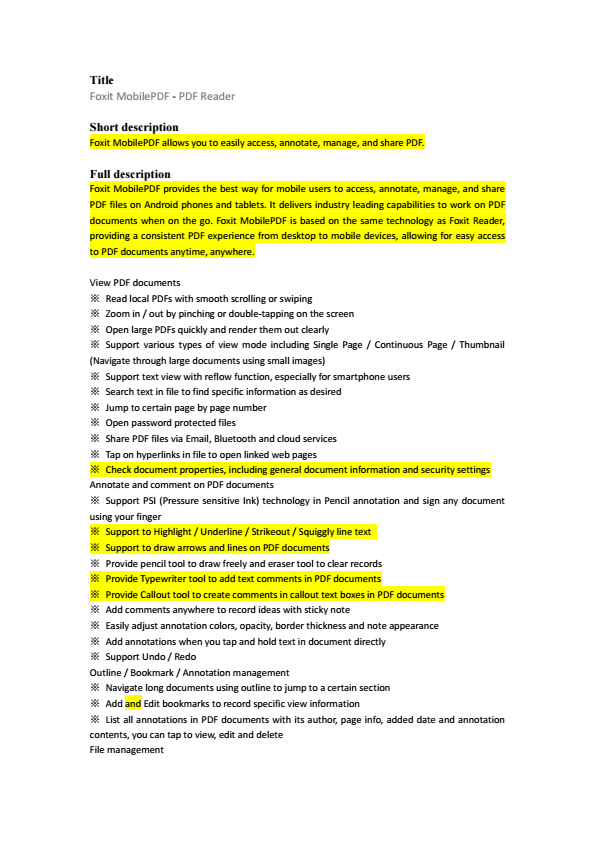 Title
Foxit MobilePDF - PDF Reader
Short description
Foxit MobilePDF allows you to easily access, annotate, manage, and share PDF.
Full description
Foxit MobilePDF provides the best way for mobile users to access, annotate, manage, and share
PDF files on Android phones and tablets. It delivers industry leading capabilities to work on PDF
documents when on the go. Foxit MobilePDF is based on the same technology as Foxit Reader,
providing a consistent PDF experience from desktop to mobile devices, allowing for easy access
to PDF documents anytime, anywhere.
View PDF documents
※ Read local PDFs with smooth scrolling or swiping
※ Zoom in / out by pinching or double-tapping on the screen
※ Open large PDFs quickly and render them out clearly
※ Support various types of view mode including Single Page / Continuous Page / Thumbnail
(Navigate through large documents using small images)
※ Support text view with reflow function, especially for smartphone users
※ Search text in file to find specific information as desired
※ Jump to certain page by page number
※ Open password protected files
※ Share PDF files via Email, Bluetooth and cloud services
※ Tap on hyperlinks in file to open linked web pages
※ Check document properties, including general document information and security settings
Annotate and comment on PDF documents
※ Support PSI (Pressure sensitive Ink) technology in Pencil annotation and sign any document
using your finger
※ Support to Highlight / Underline / Strikeout / Squiggly line text
※ Support to draw arrows and lines on PDF documents
※ Provide pencil tool to draw freely and eraser tool to clear records
※ Provide Typewriter tool to add text comments in PDF documents
※ Provide Callout tool to create comments in callout text boxes in PDF documents
※ Add comments anywhere to record ideas with sticky note
※ Easily adjust annotation colors, opacity, border thickness and note appearance
※ Add annotations when you tap and hold text in document directly
※ Support Undo / Redo
Outline / Bookmark / Annotation management
※ Navigate long documents using outline to jump to a certain section
※ Add and Edit bookmarks to record specific view information
※ List all annotations in PDF documents with its author, page info, added date and annotation
contents, you can tap to view, edit and delete
File management